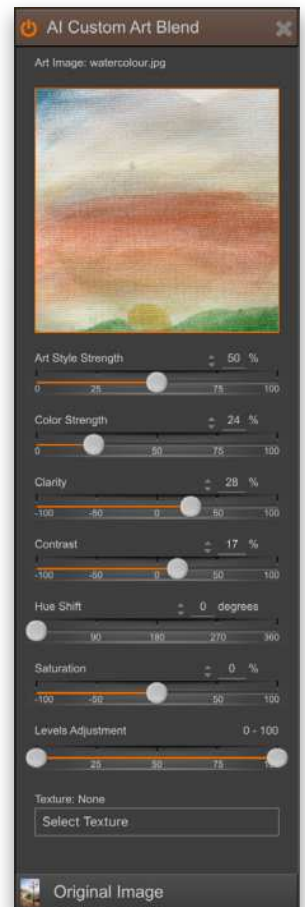 AI Custom Art Blend
Art Image: watercolour.jpg
Art Style Strength 50 %
0 25 75 100
Color Strength 24 %
0 50 75 100
Clarity 28 %
-100 -50 0 50 100
Contrast 17 %
-100 -50 0 50 100
Hue Shift 0 degrees
90 180 270 360
Saturation 0 %
-100 -50 50 100
Levels Adjustment 0 - 100
25 50 75
Texture: None
Select Texture
Original Image